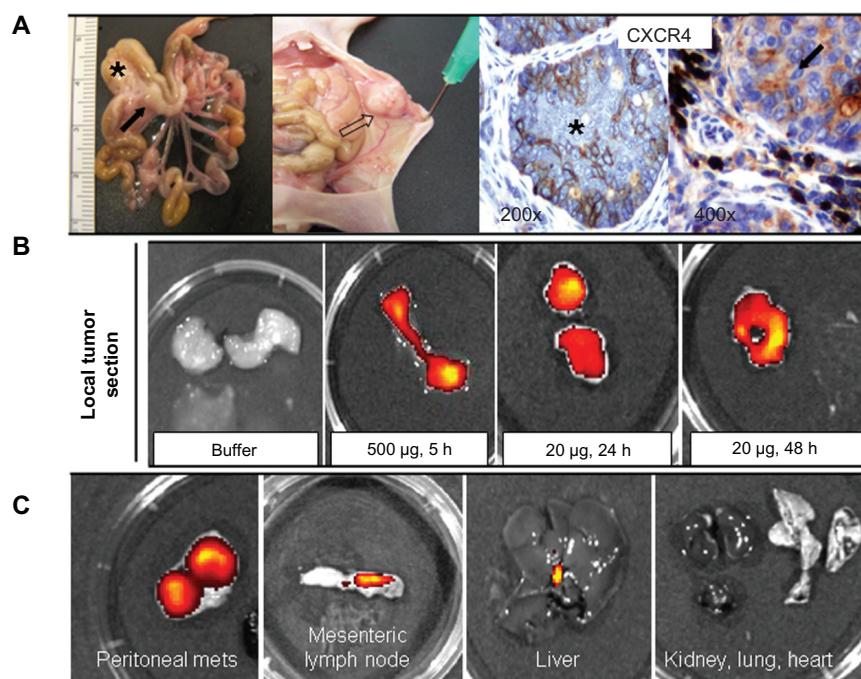 A
CXCR4
*
*
200x
400x
B
Local tumor
section
Buffer
500 µg, 5 h
20 µg, 24 h
20 µg, 48 h
C
Peritoneal mets
Mesenteric
lymph node
Liver
Kidney, lung, heart